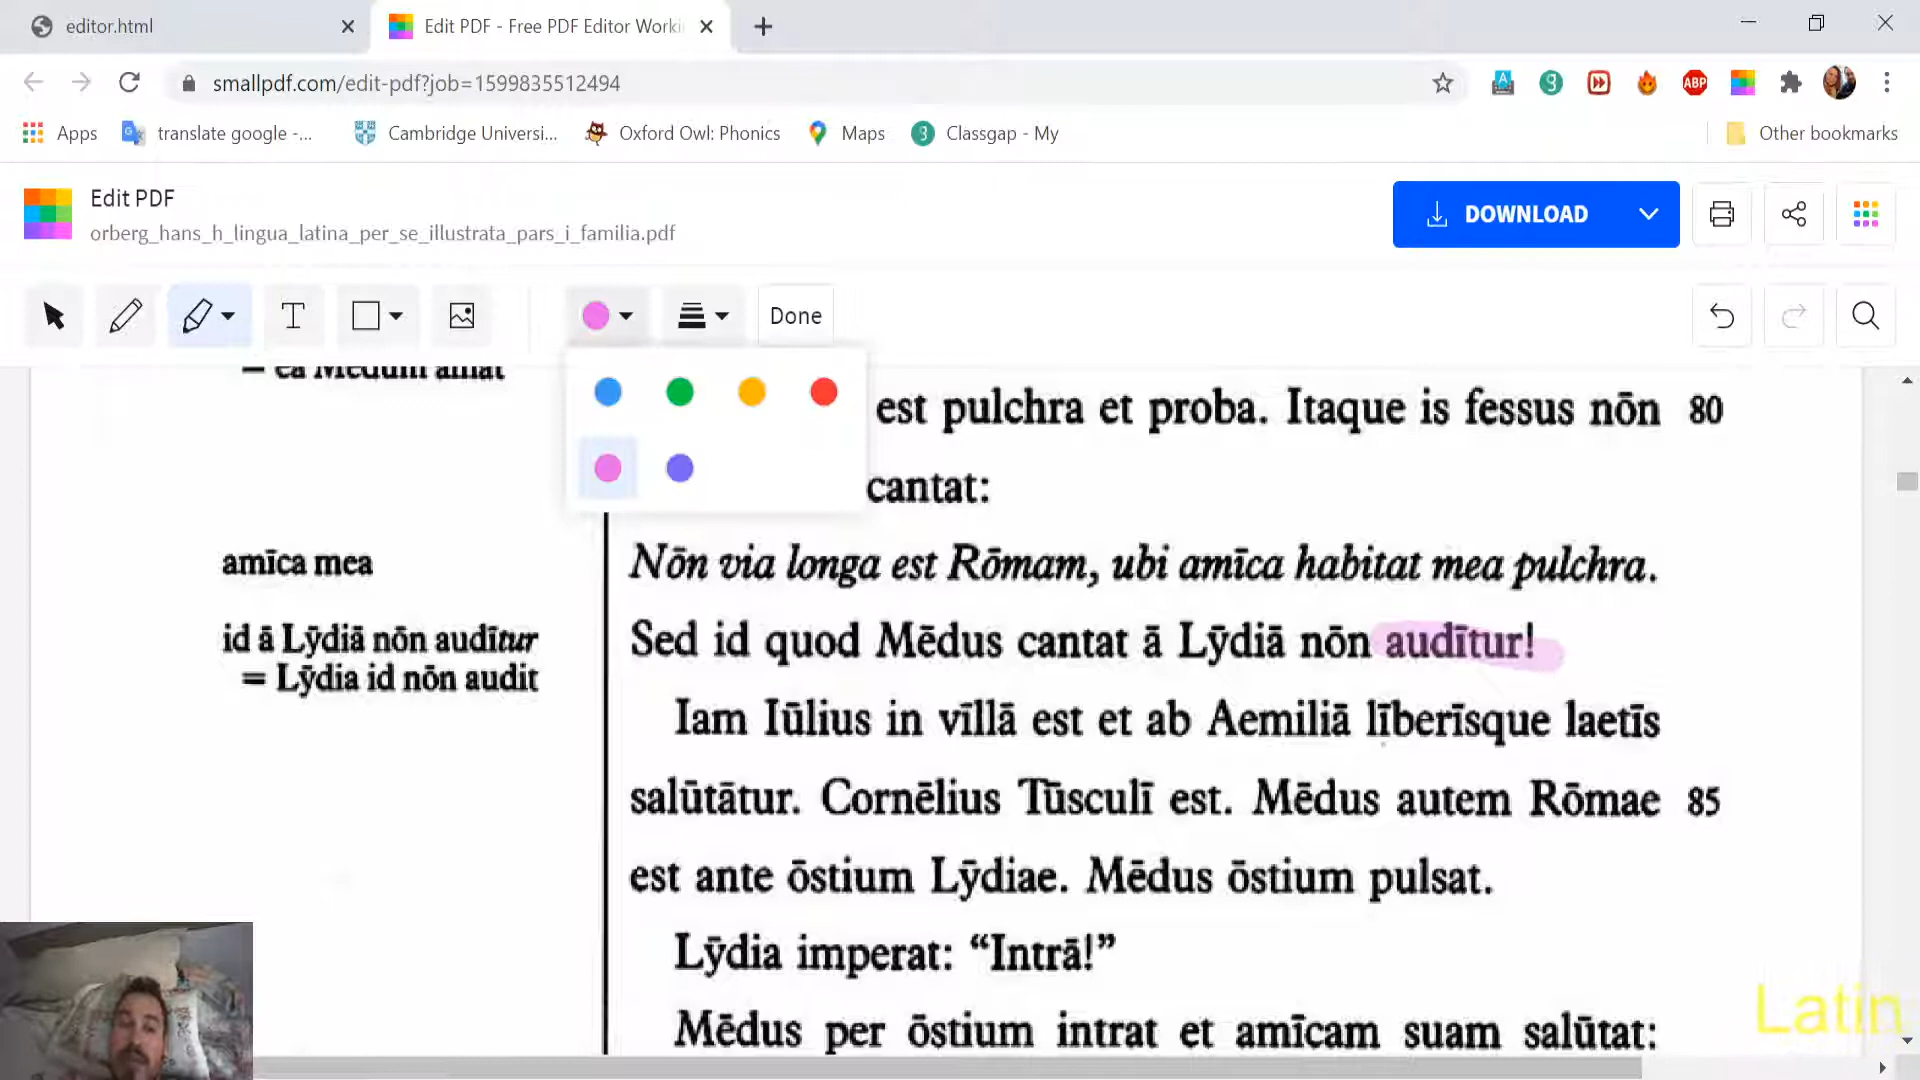 editor.html
Edit PDF - Free PDF Editor Worki
smallpdf.com/edit-pdf?job=1599835512494
ABP
Apps
translate google -...
Cambridge Universi...
Oxford Owl: Phonics
Maps
Classgap - My
Other bookmarks
Edit PDF
orberg_hans_h_lingua_latina_per_se_illustrata_pars_i_familia.pdf
DOWNLOAD
T
Done
= ea Mēdum amat
est pulchra et proba. Itaque is fessus nōn 80
cantat:
amīca mea
Nōn via longa est Rōmam, ubi amīca habitat mea pulchra.
id ā Lȳdiā nōn audītur
= Lȳdia id nōn audit
Sed id quod Mēdus cantat ā Lȳdiā nōn audītur!
Iam Iūlius in vīllā est et ab Aemiliā līberīsque laetīs
salūtātur. Cornēlius Tūsculī est. Mēdus autem Rōmae 85
est ante ōstium Lȳdiae. Mēdus ōstium pulsat.
Lȳdia imperat: “Intrā!”
Mēdus per ōstium intrat et amīcam suam salūtat:
Latin